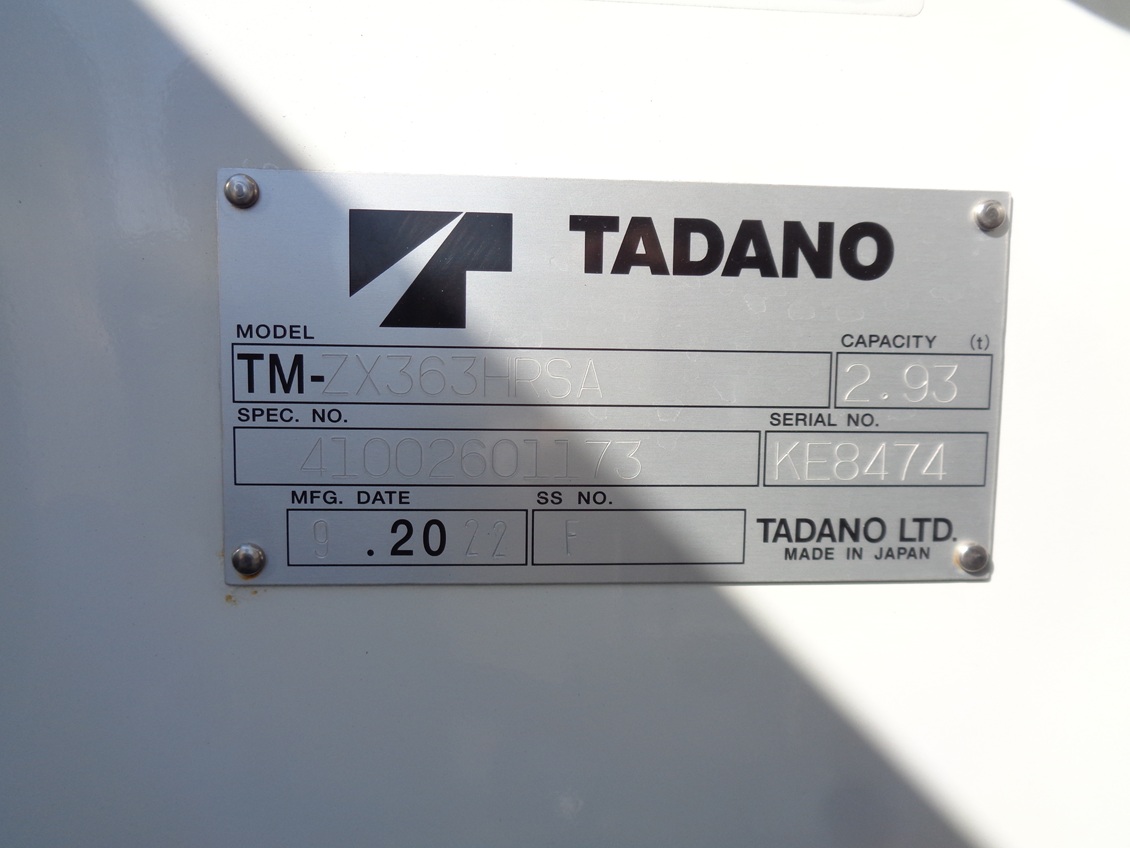 TADANO
MODEL
CAPACITY (t)
TM-ZX363HRSA
2.93
SPEC. NO.
SERIAL NO.
41002601173
KE8474
MFG. DATE
SS NO.
9 .2022
F
TADANO LTD.
MADE IN JAPAN